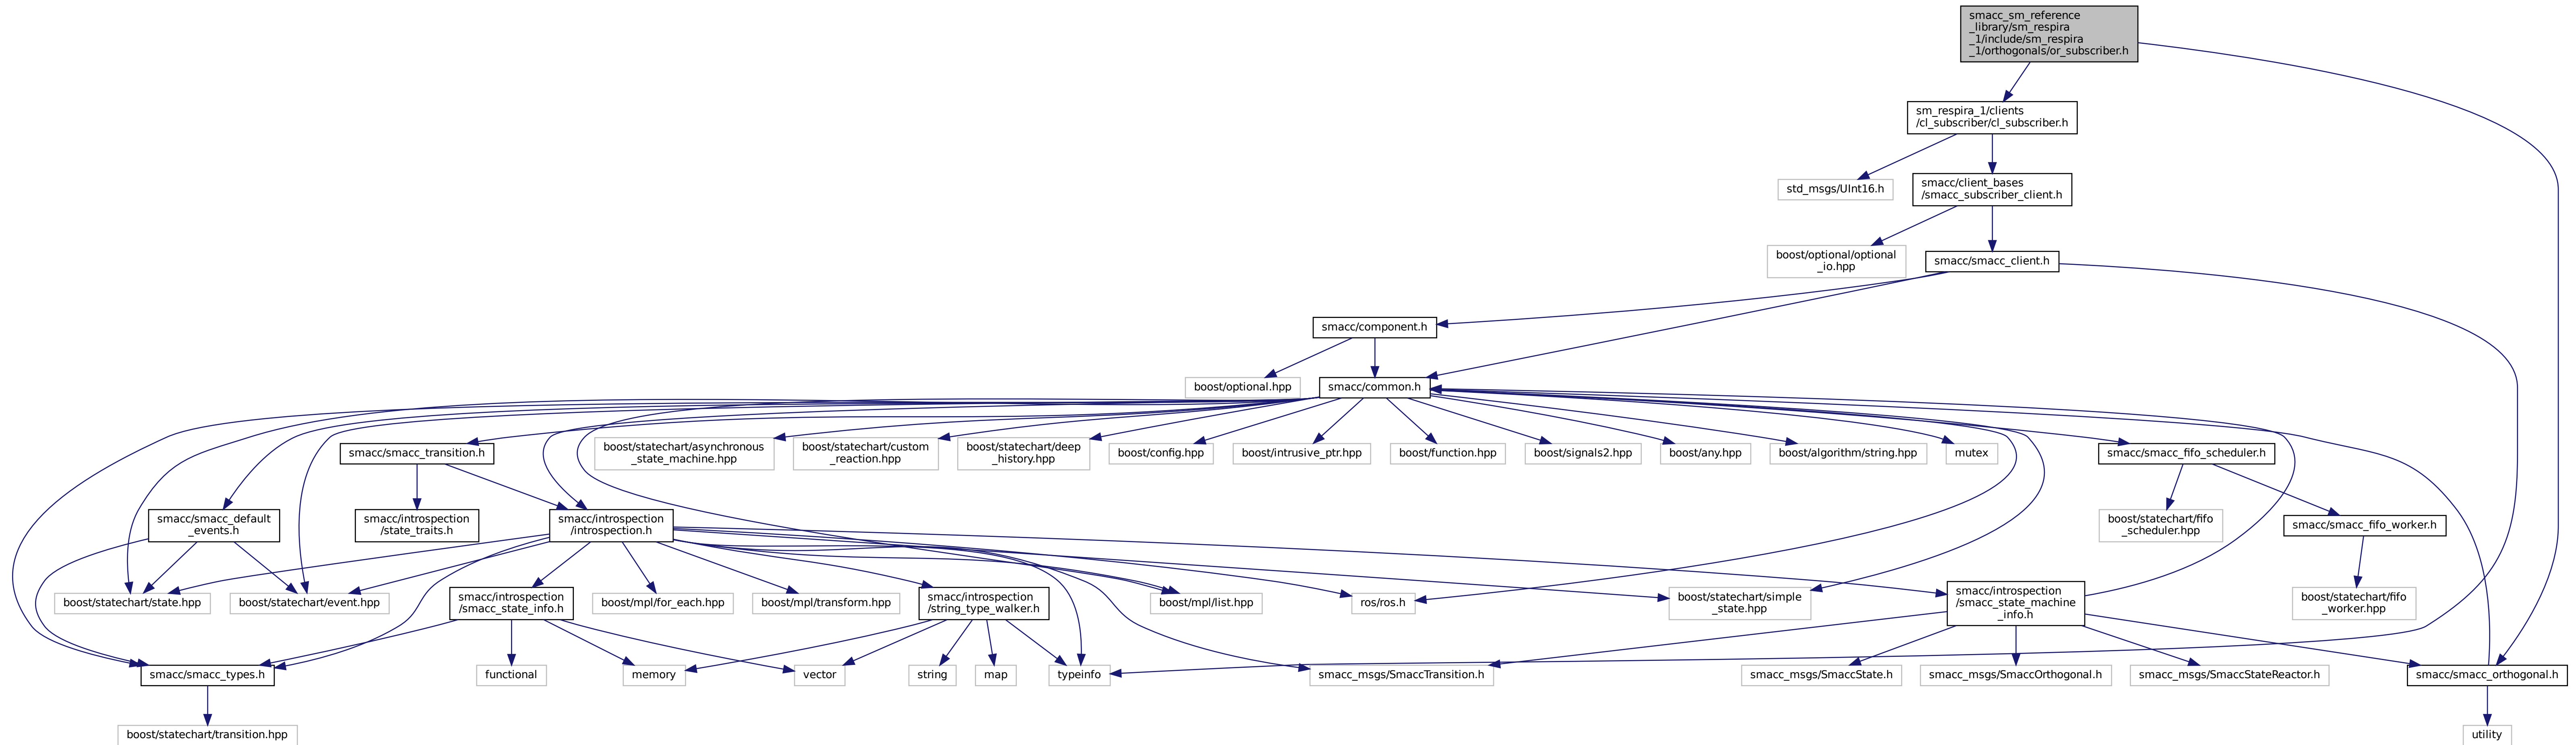 smacc_sm_reference
_library/sm_respira
_1/include/sm_respira
_1/orthogonals/or_subscriber.h
sm_respira_1/clients
/cl_subscriber/cl_subscriber.h
std_msgs/UInt16.h
smacc/client_bases
/smacc_subscriber_client.h
boost/optional/optional
_io.hpp
smacc/smacc_client.h
smacc/component.h
boost/optional.hpp
smacc/common.h
smacc/smacc_transition.h
boost/statechart/asynchronous
_state_machine.hpp
boost/statechart/custom
_reaction.hpp
boost/statechart/deep
_history.hpp
boost/config.hpp
boost/intrusive_ptr.hpp
boost/function.hpp
boost/signals2.hpp
boost/any.hpp
boost/algorithm/string.hpp
mutex
smacc/smacc_fifo_scheduler.h
smacc/smacc_default
_events.h
smacc/introspection
/state_traits.h
smacc/introspection
/introspection.h
boost/statechart/fifo
_scheduler.hpp
smacc/smacc_fifo_worker.h
boost/statechart/state.hpp
boost/statechart/event.hpp
smacc/introspection
/smacc_state_info.h
boost/mpl/for_each.hpp
boost/mpl/transform.hpp
smacc/introspection
/string_type_walker.h
boost/mpl/list.hpp
ros/ros.h
boost/statechart/simple
_state.hpp
smacc/introspection
/smacc_state_machine
_info.h
boost/statechart/fifo
_worker.hpp
smacc/smacc_types.h
functional
memory
vector
string
map
typeinfo
smacc_msgs/SmaccTransition.h
smacc_msgs/SmaccState.h
smacc_msgs/SmaccOrthogonal.h
smacc_msgs/SmaccStateReactor.h
smacc/smacc_orthogonal.h
boost/statechart/transition.hpp
utility